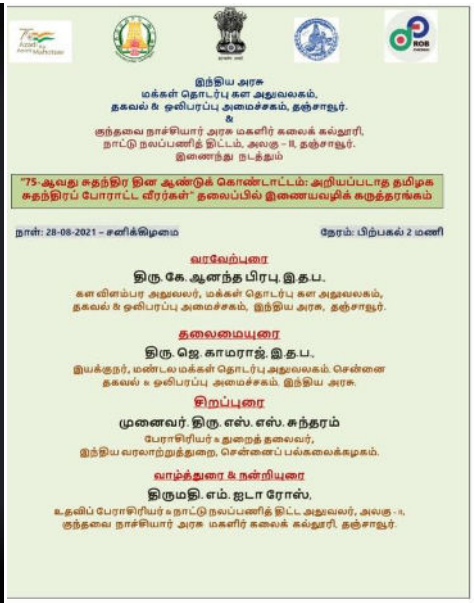 Azadi Ka
Amrit Mahotsav
ROB
CHENNAI
இந்திய அரசு
மக்கள் தொடர்பு கள அலுவலகம்,
தகவல் & ஒலிபரப்பு அமைச்சகம், தஞ்சாவூர்.
&
குந்தவை நாச்சியார் அரசு மகளிர் கலைக் கல்லூரி,
நாட்டு நலப்பணித் திட்டம், அலகு – II, தஞ்சாவூர்.
இணைந்து நடத்தும்
"75-ஆவது சுதந்திர தின ஆண்டுக் கொண்டாட்டம்: அறியப்படாத தமிழக
சுதந்திரப் போராட்ட வீரர்கள்" தலைப்பில் இணையவழிக் கருத்தரங்கம்
நாள்: 28-08-2021 – சனிக்கிழமை நேரம்: பிற்பகல் 2 மணி
வரவேற்புரை
திரு. கே. ஆனந்த பிரபு, இ.த.ப.,
கள விளம்பர அலுவலர், மக்கள் தொடர்பு கள அலுவலகம்,
தகவல் & ஒலிபரப்பு அமைச்சகம், இந்திய அரசு, தஞ்சாவூர்.
தலைமையுரை
திரு. ஜெ. காமராஜ், இ.த.ப.,
இயக்குநர், மண்டல மக்கள் தொடர்பு அலுவலகம். சென்னை
தகவல் & ஒலிபரப்பு அமைச்சகம். இந்திய அரசு.
சிறப்புரை
முனைவர். திரு. எஸ். எஸ். சுந்தரம்
பேராசிரியர் & துறைத் தலைவர்,
இந்திய வரலாற்றுத்துறை, சென்னைப் பல்கலைக்கழகம்.
வாழ்த்துரை & நன்றியுரை
திருமதி. எம். ஐடா ரோஸ்,
உதவிப் பேராசிரியர் & நாட்டு நலப்பணித் திட்ட அலுவலர், அலகு - II,
குந்தவை நாச்சியார் அரசு மகளிர் கலைக் கல்லூரி, தஞ்சாவூர்.